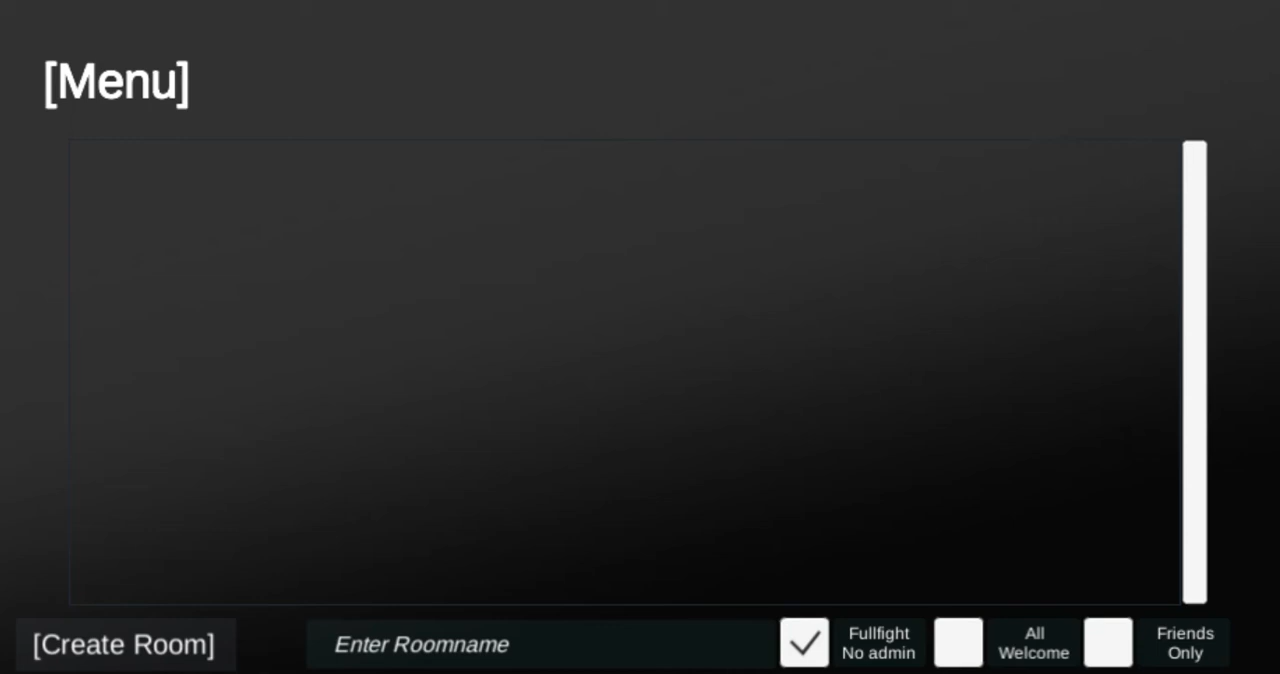 [Menu]
[Create Room]
Enter Roomname
Fullfight
No admin
All
Welcome
Friends
Only